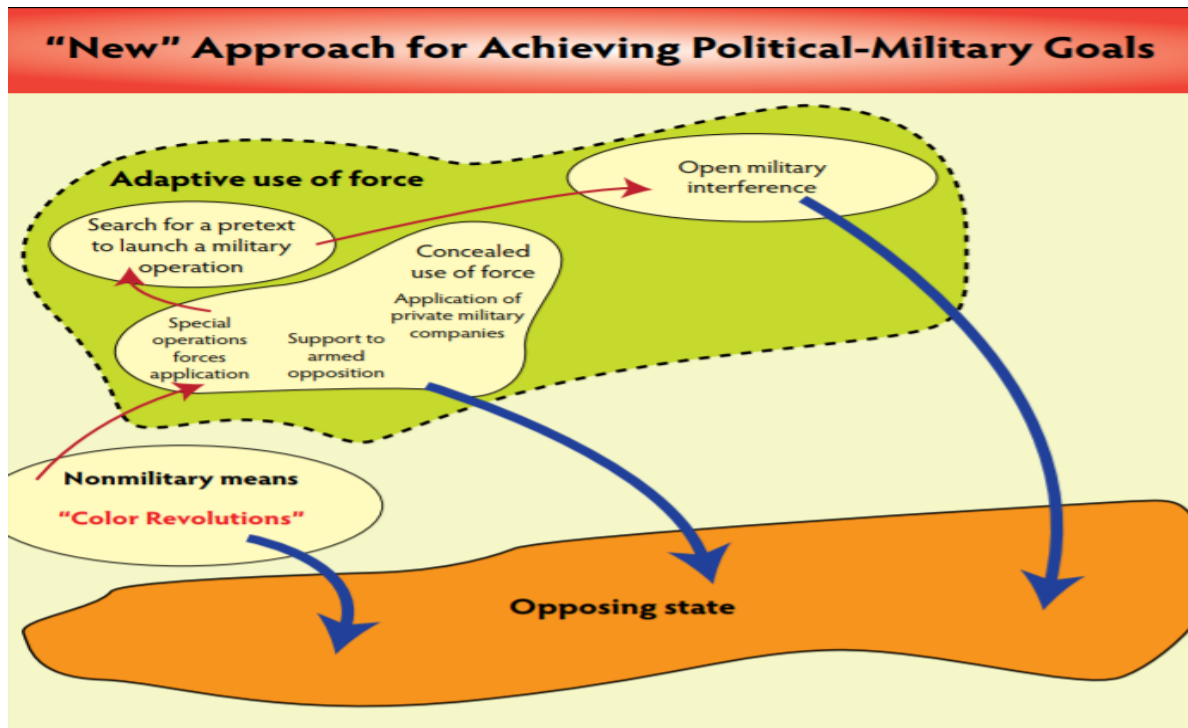 “New” Approach for Achieving Political-Military Goals
Adaptive use of force
Open military
interference
Search for a pretext
to launch a military
operation
Concealed
use of force
Application of
private military
companies
Special
operations
forces
application
Support to
armed
opposition
Nonmilitary means
“Color Revolutions”
Opposing state